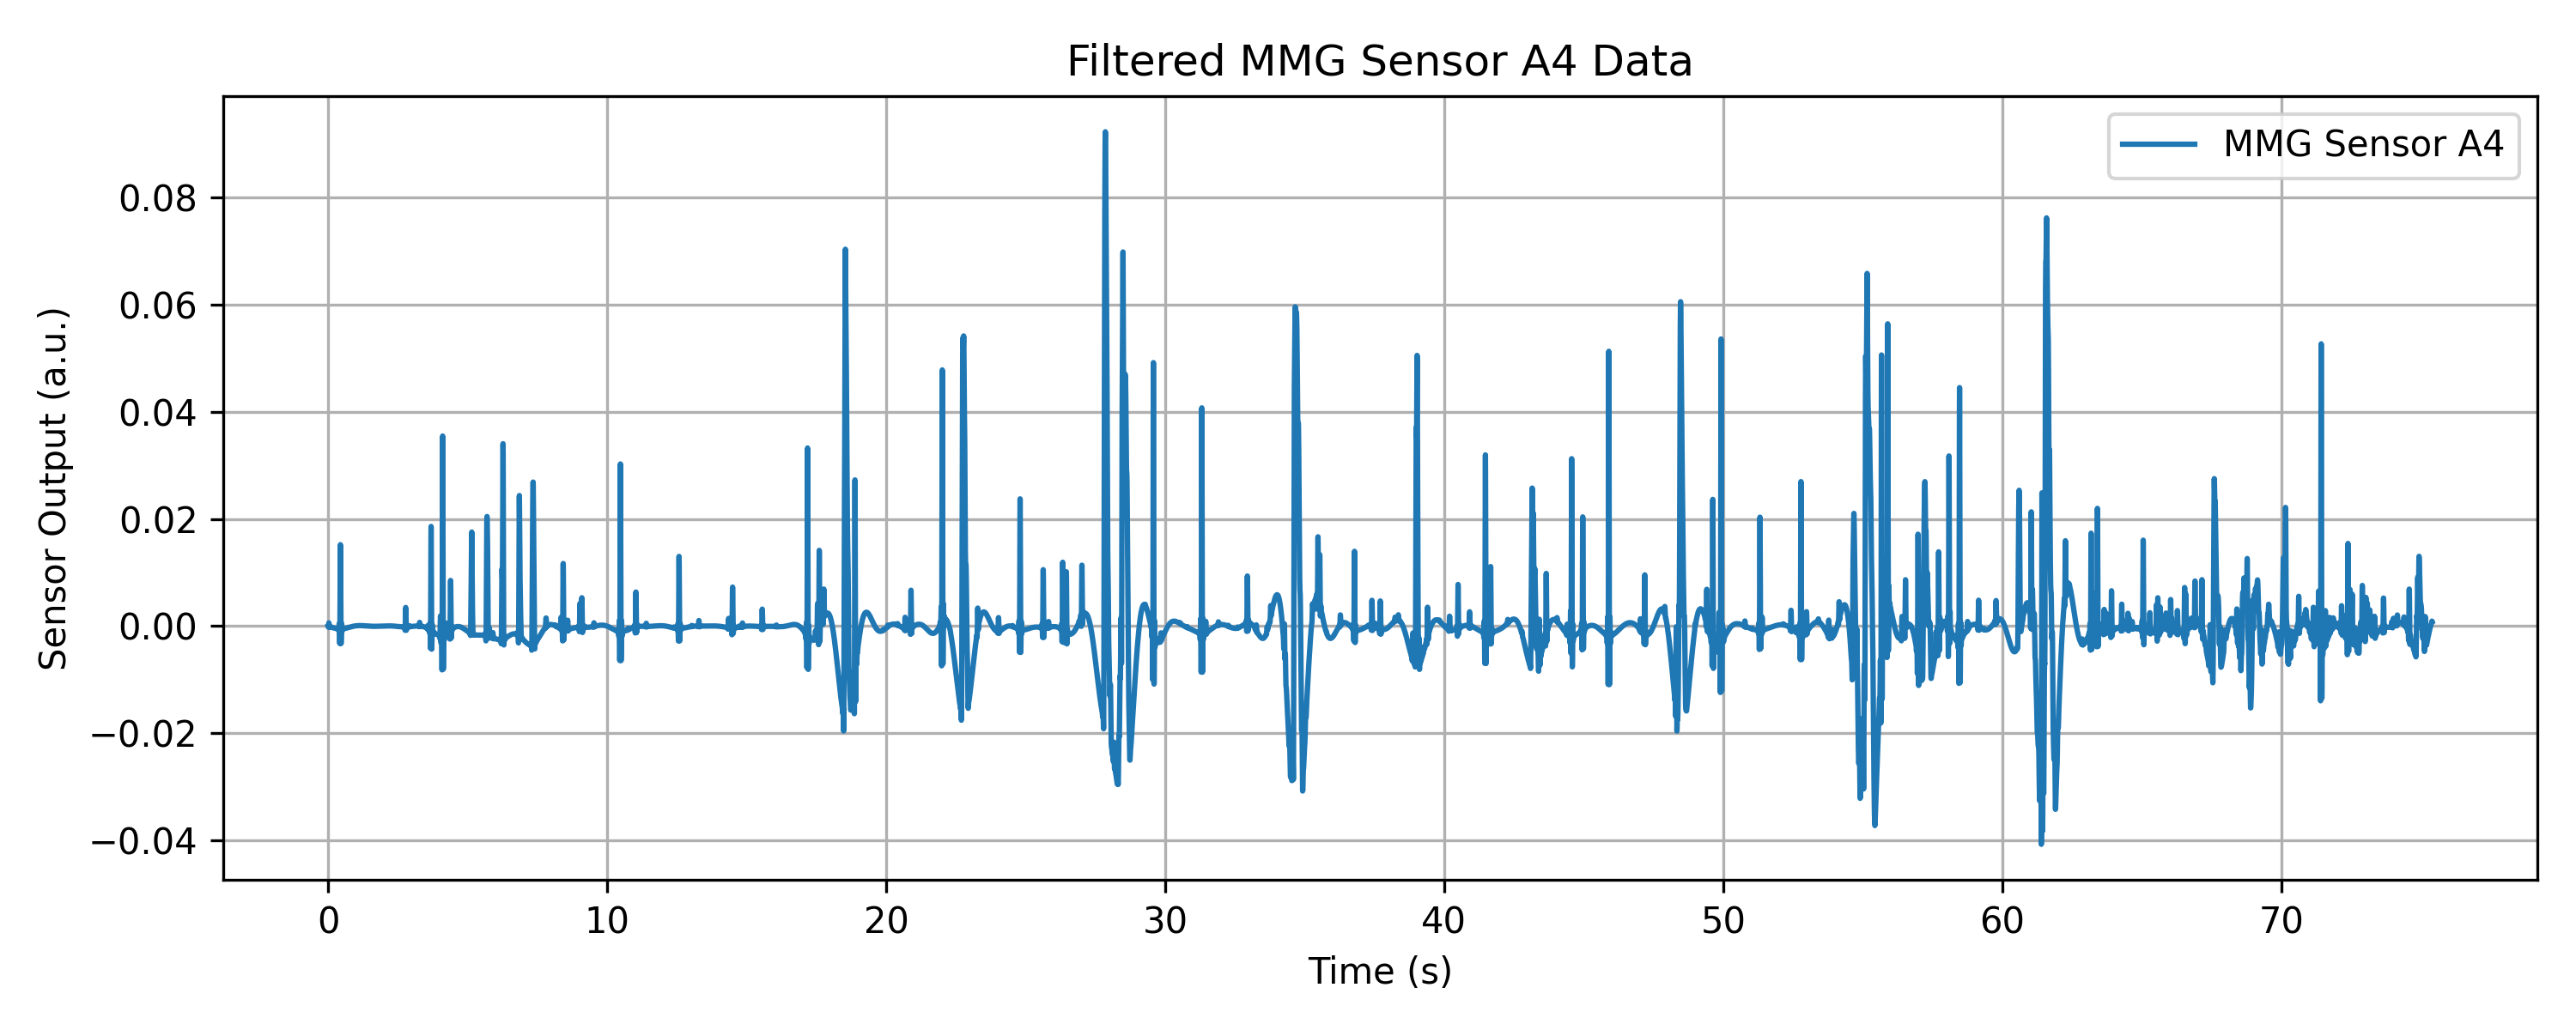 Filtered MMG Sensor A4 Data
MMG Sensor A4
Sensor Output (a.u.)
0.08
0.06
0.04
0.02
0.00
−0.02
−0.04
0 10 20 30 40 50 60 70
Time (s)